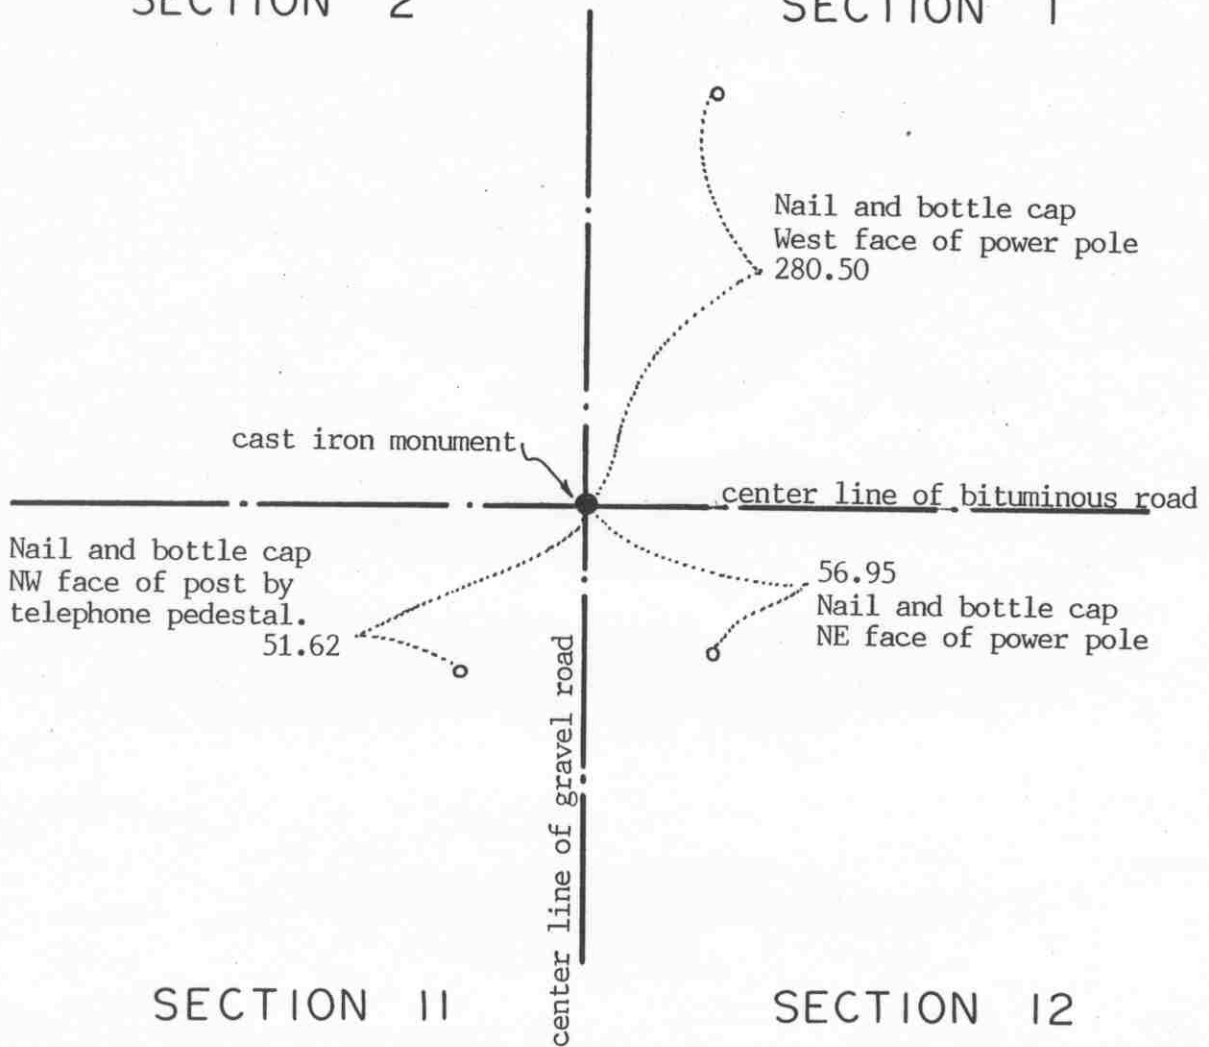 SECTION 2
SECTION 1
Nail and bottle cap
West face of power pole
280.50
cast iron monument
center line of bituminous road
Nail and bottle cap
NW face of post by
telephone pedestal.
51.62
56.95
Nail and bottle cap
NE face of power pole
center line of gravel road
SECTION 11
SECTION 12